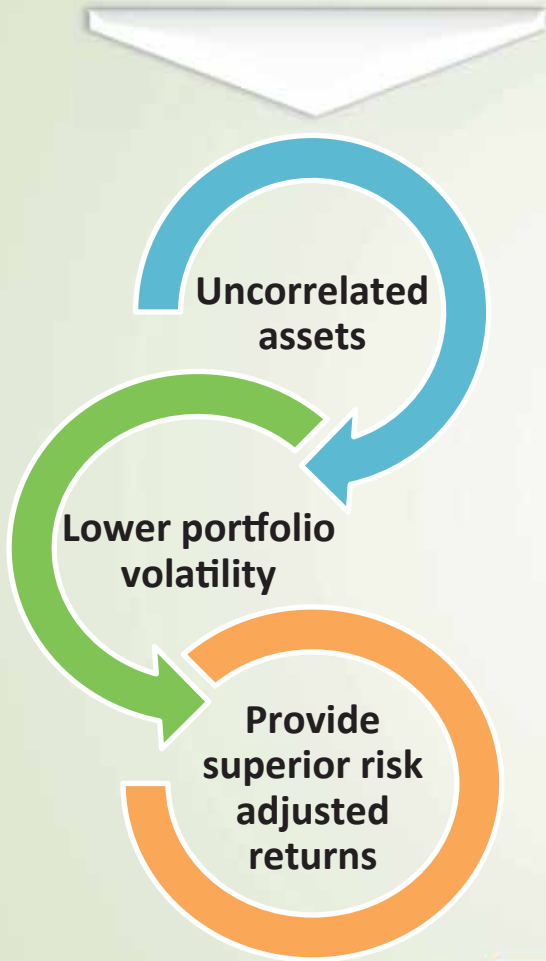 Uncorrelated
assets
Lower portfolio
volatility
Provide
superior risk
adjusted
returns